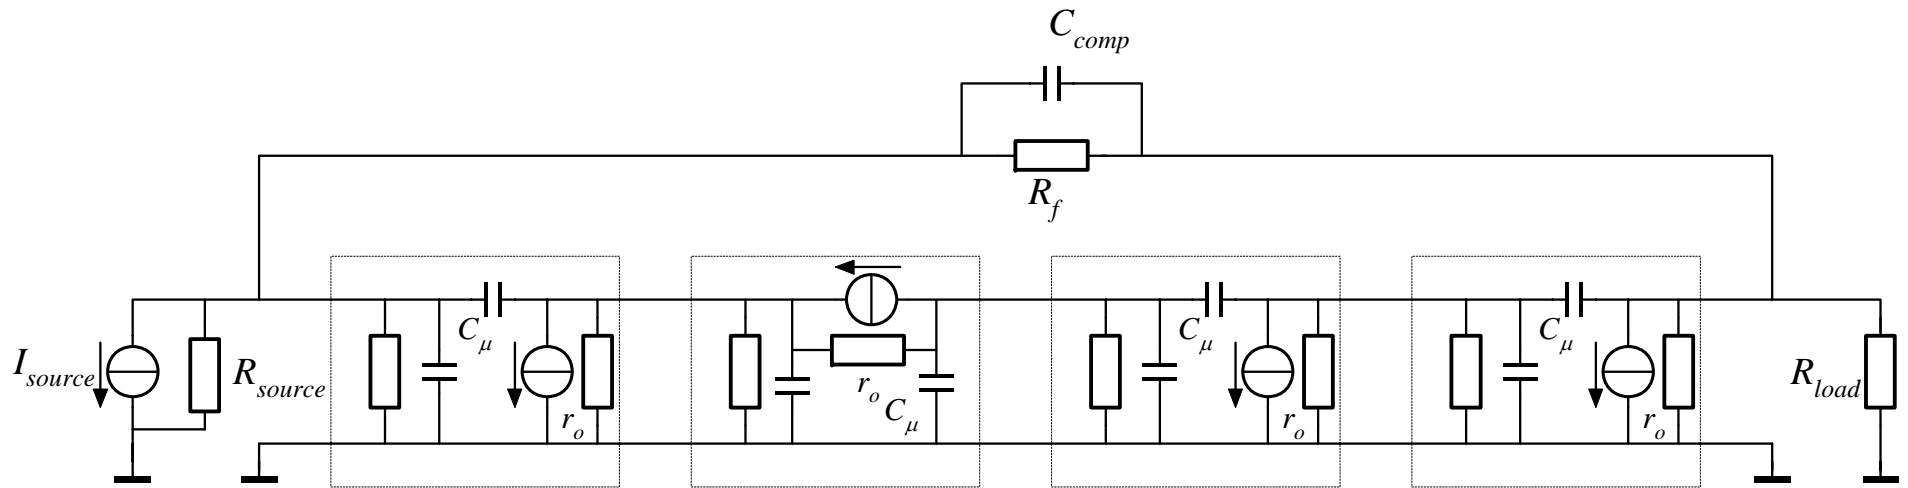 C_comp
R_f
C_μ
C_μ
C_μ
I_source
R_source
r_o
C_μ
R_load
r_o
r_o
r_o